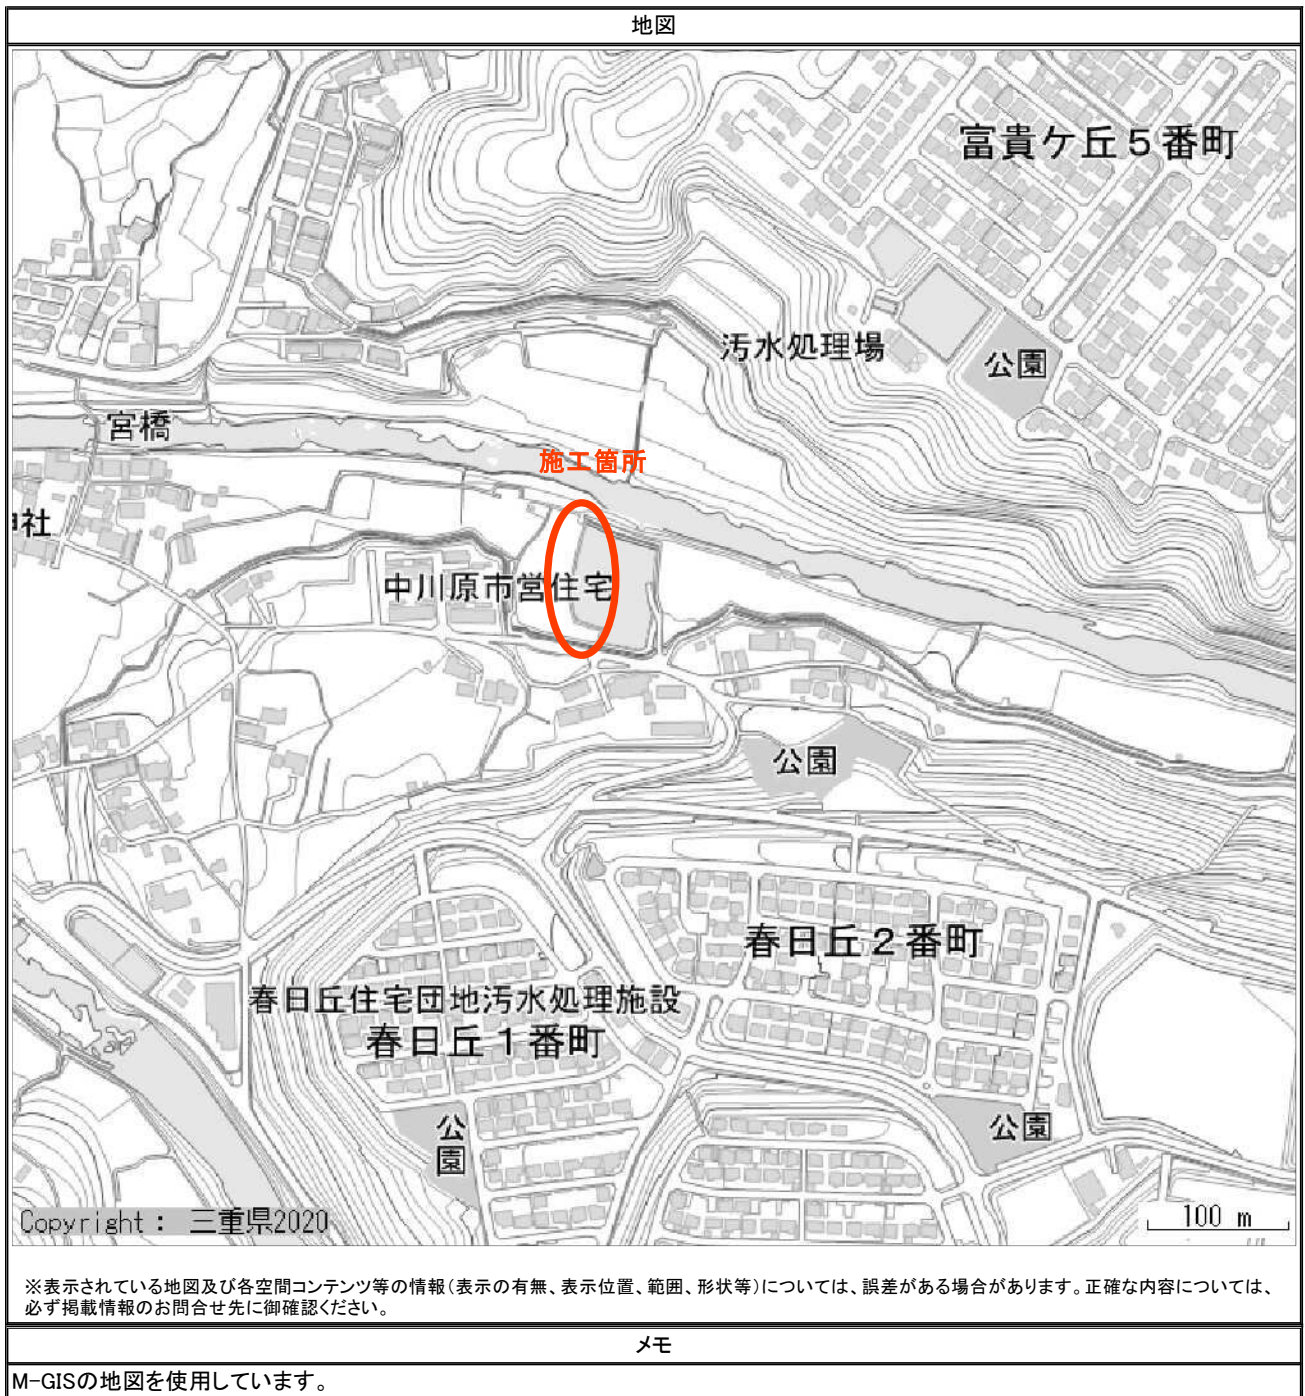 地図
富貴ケ丘５番町
汚水処理場
公園
宮橋
施工箇所
社
中川原市営住宅
公園
春日丘２番町
春日丘住宅団地汚水処理施設
春日丘１番町
公園
公園
Copyright： 三重県2020
100 m
※表示されている地図及び各空間コンテンツ等の情報（表示の有無、表示位置、範囲、形状等）については、誤差がある場合があります。正確な内容については、
必ず掲載情報のお問合せ先に御確認ください。
メモ
M-GISの地図を使用しています。